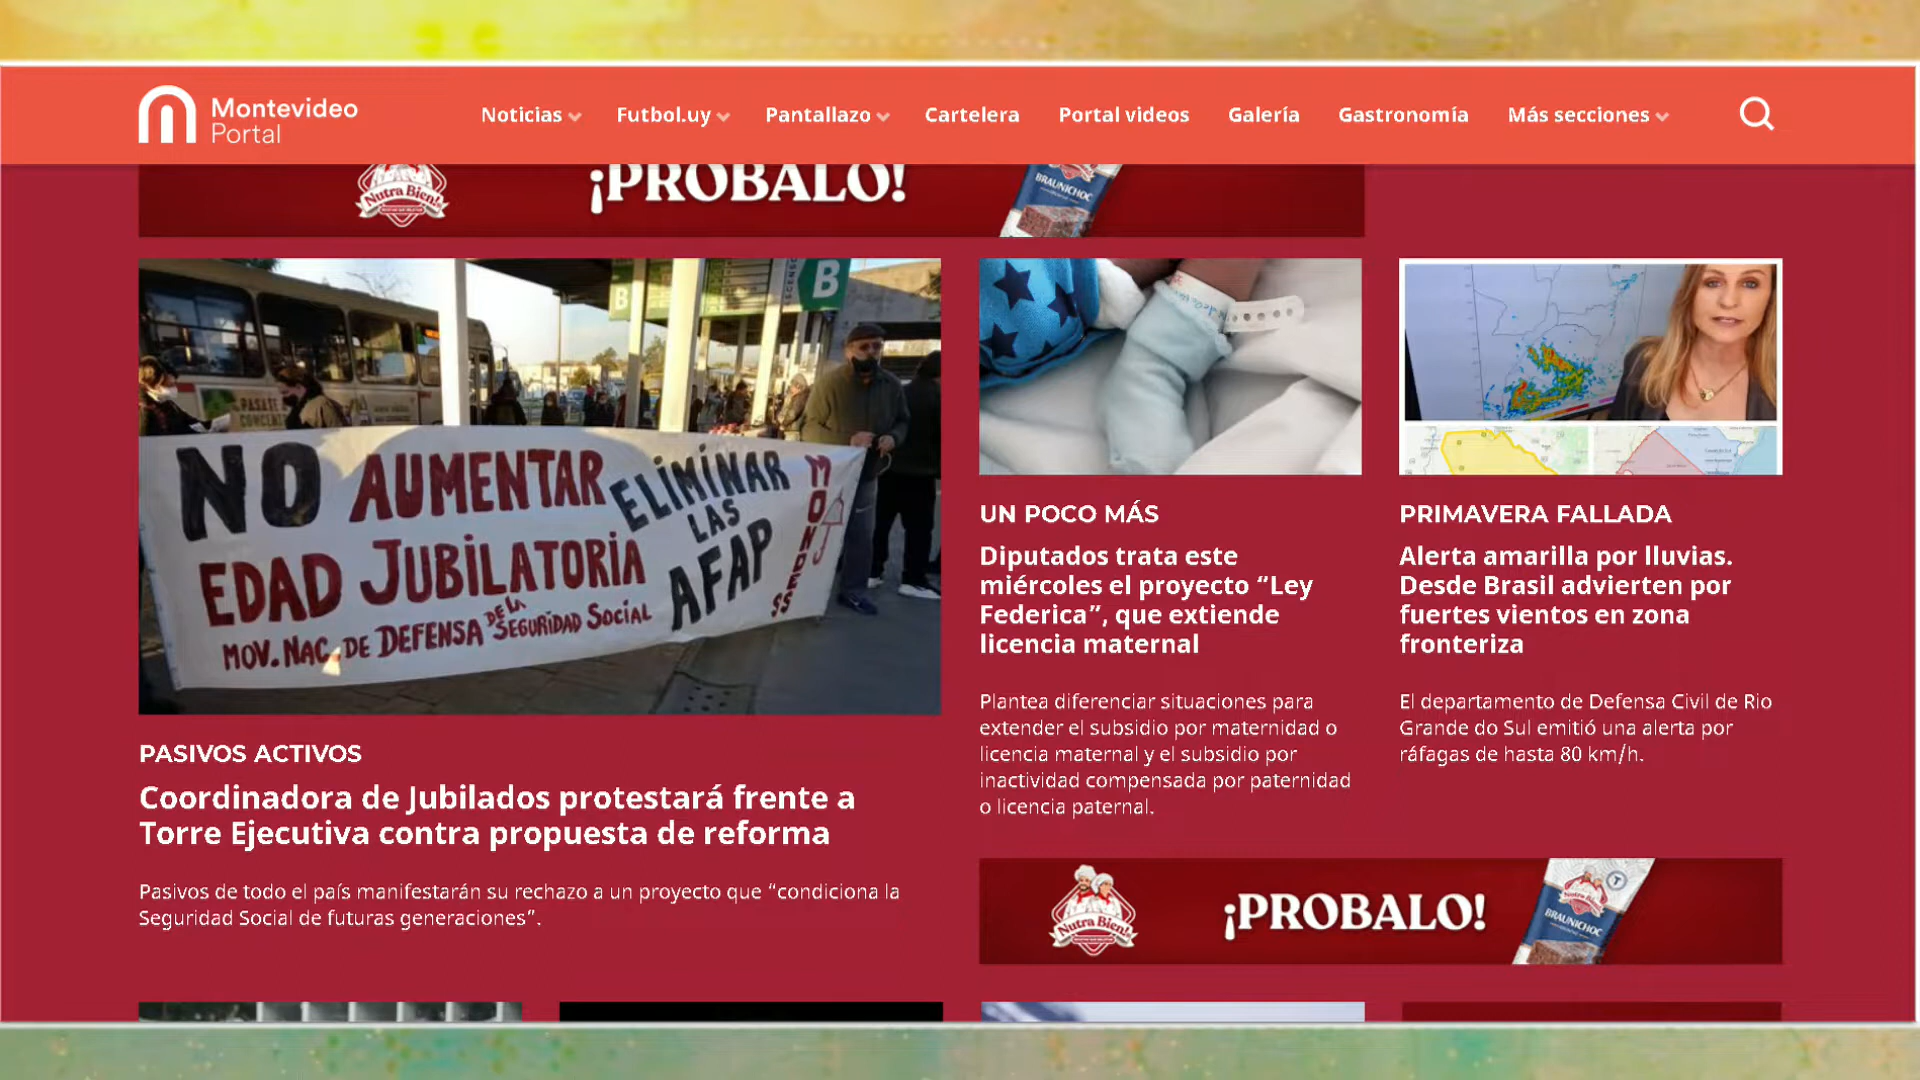 Montevideo
Portal
Noticias
Futbol.uy
Pantallazo
Cartelera
Portal videos
Galería
Gastronomía
Más secciones
Nutra Bien!
¡PROBALO!
BRAUNICHOC
B
B
NO AUMENTAR
EDAD JUBILATORIA
MOV. NAC. DE DEFENSA DE LA SEGURIDAD SOCIAL
ELIMINAR
LAS
AFAP
PASIVOS ACTIVOS
Coordinadora de Jubilados protestará frente a
Torre Ejecutiva contra propuesta de reforma
Pasivos de todo el país manifestarán su rechazo a un proyecto que “condiciona la
Seguridad Social de futuras generaciones”.
UN POCO MÁS
Diputados trata este
miércoles el proyecto “Ley
Federica”, que extiende
licencia maternal
Plantea diferenciar situaciones para
extender el subsidio por maternidad o
licencia maternal y el subsidio por
inactividad compensada por paternidad
o licencia paternal.
PRIMAVERA FALLADA
Alerta amarilla por lluvias.
Desde Brasil advierten por
fuertes vientos en zona
fronteriza
El departamento de Defensa Civil de Rio
Grande do Sul emitió una alerta por
ráfagas de hasta 80 km/h.
Nutra Bien!
¡PROBALO!
Nutra Bien!
BRAUNICHOC